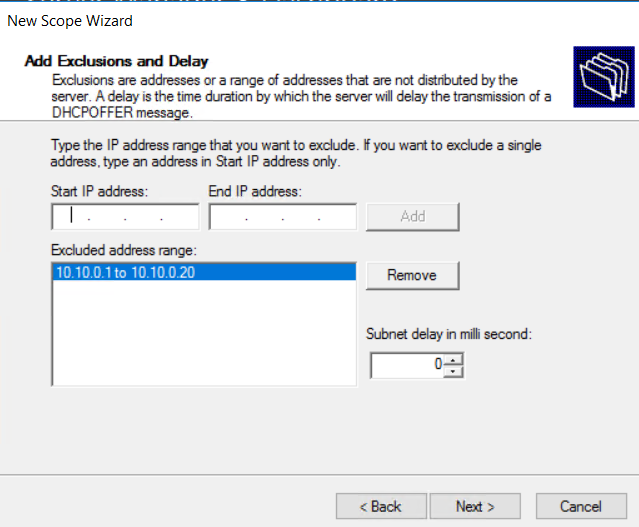 New Scope Wizard
Add Exclusions and Delay
Exclusions are addresses or a range of addresses that are not distributed by the
server. A delay is the time duration by which the server will delay the transmission of a
DHCPOFFER message.
Type the IP address range that you want to exclude. If you want to exclude a single
address, type an address in Start IP address only.
Start IP address: End IP address:
Add
Excluded address range:
10.10.0.1 to 10.10.0.20
Remove
Subnet delay in milli second:
0
< Back Next > Cancel